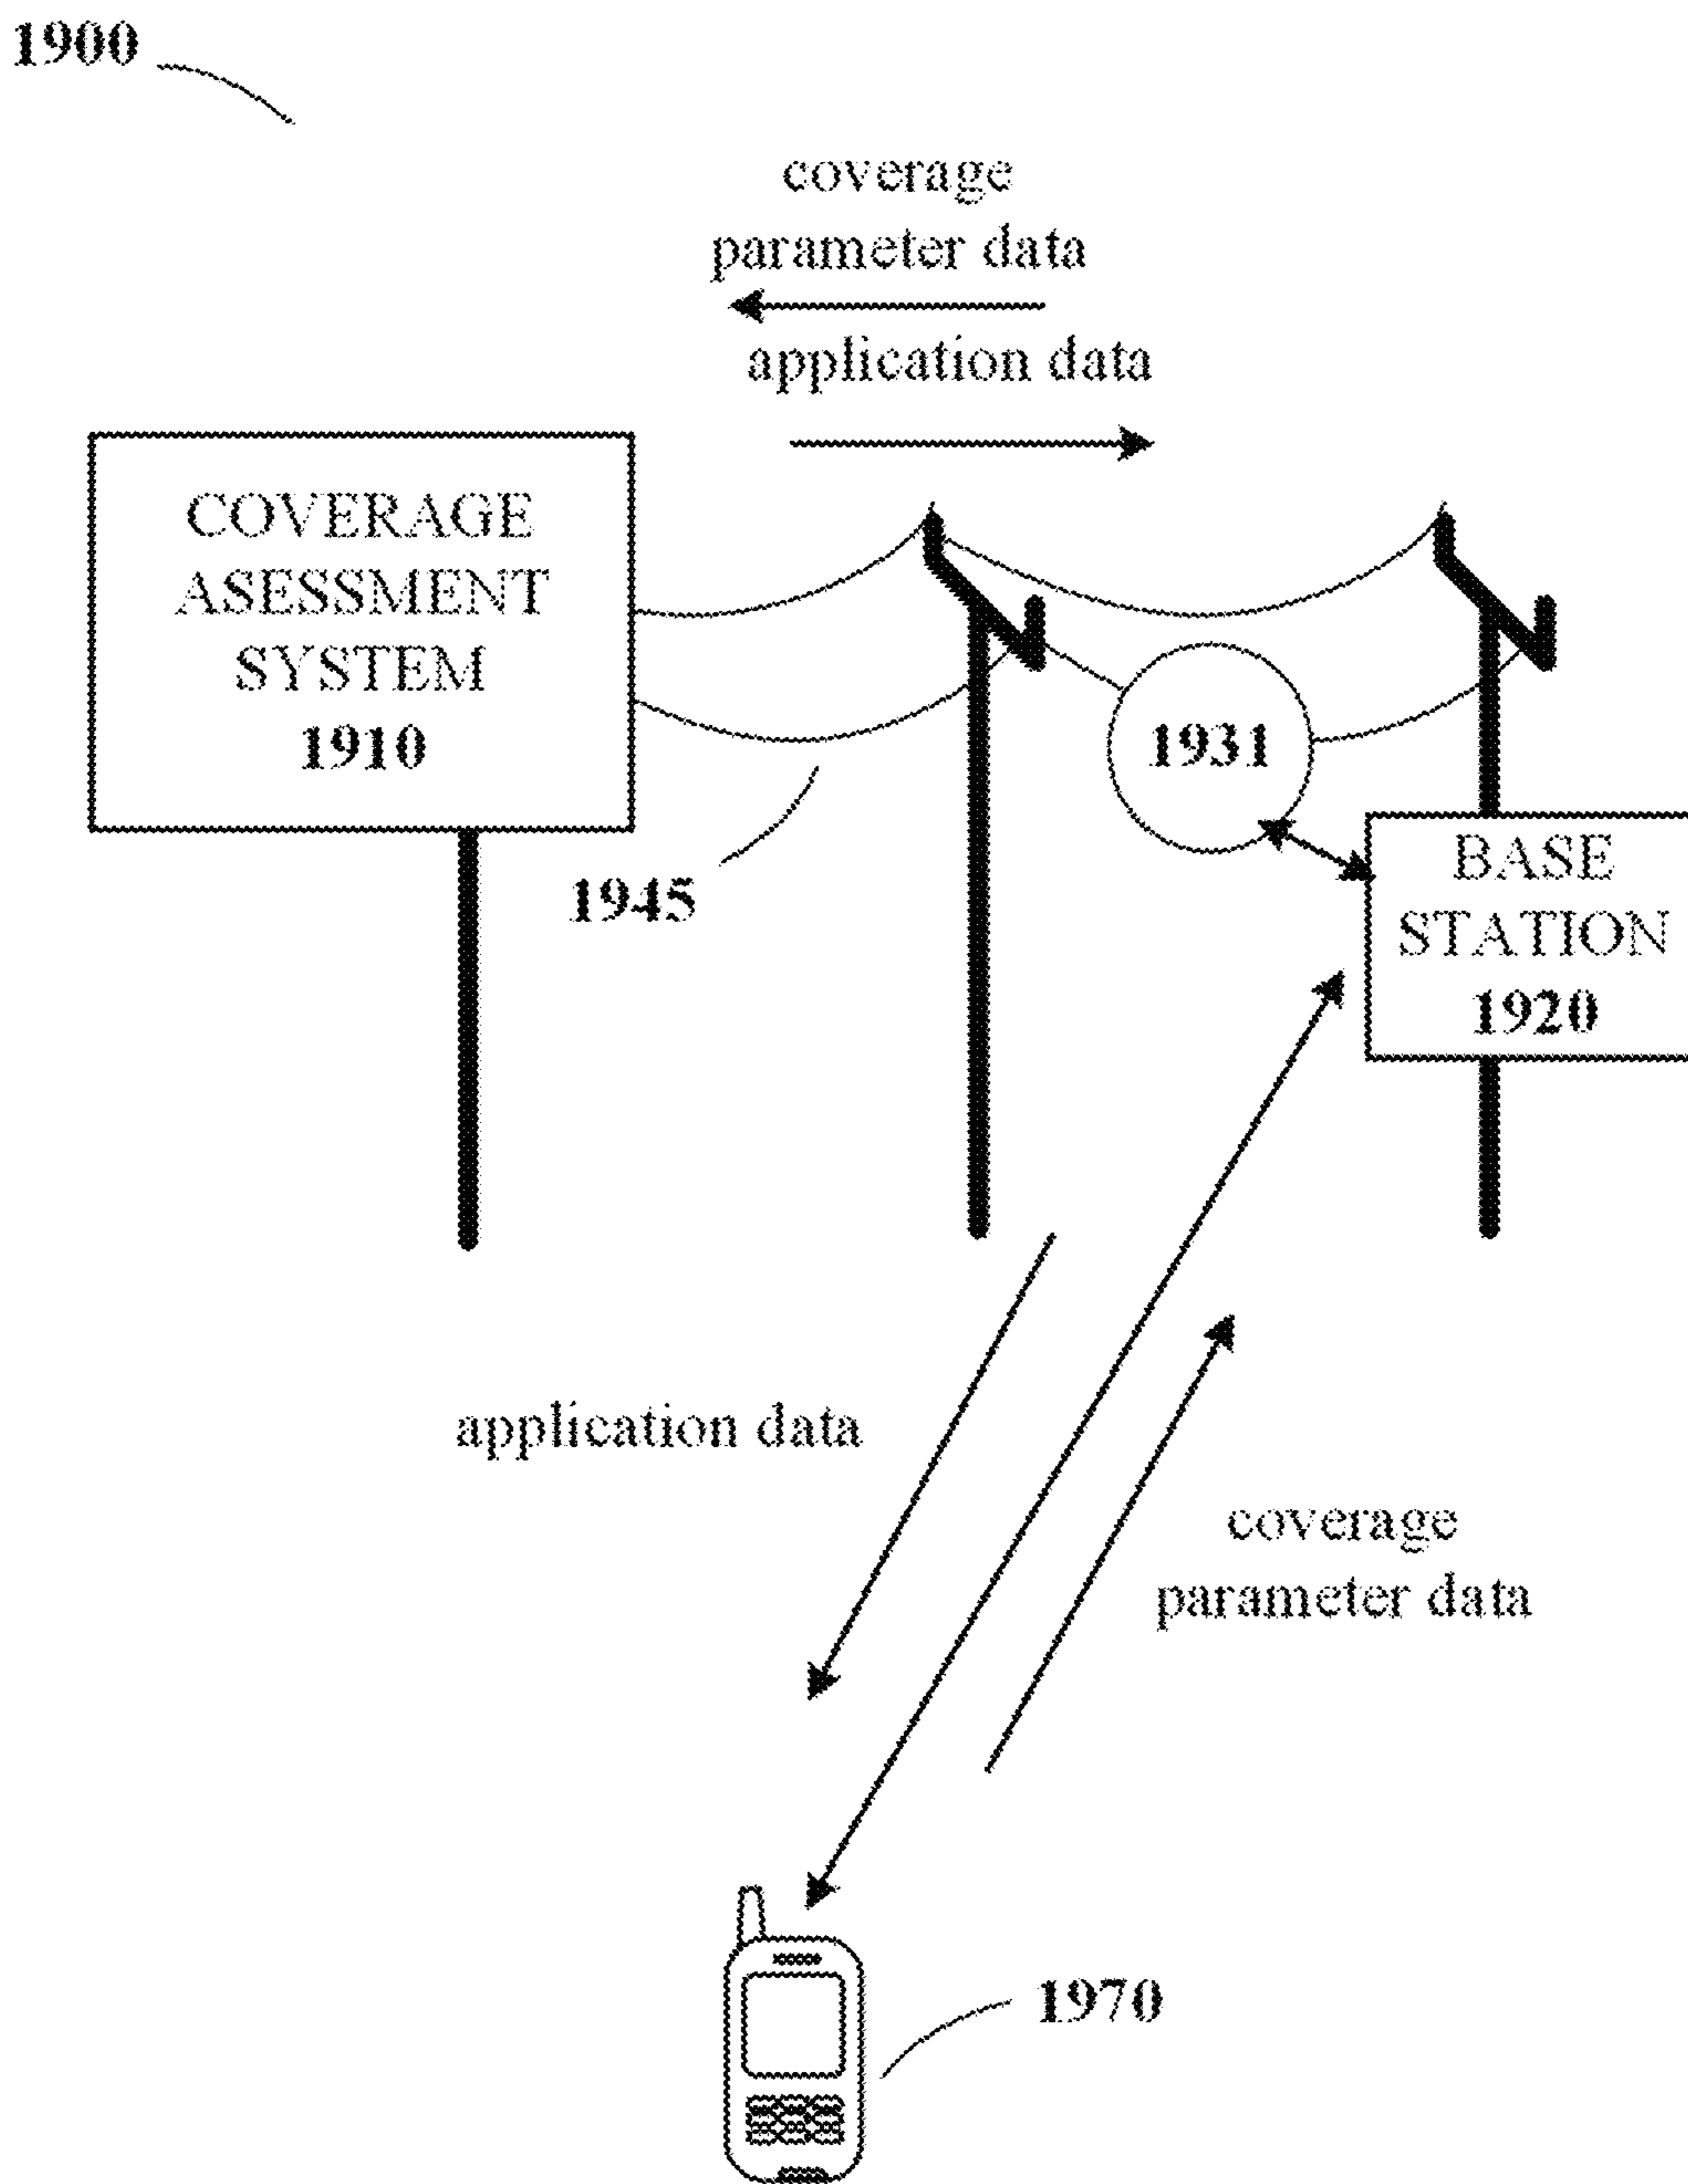 1900
coverage
parameter data
application data
COVERAGE
ASESSMENT
SYSTEM
1910
1931
1945
BASE
STATION
1920
application data
coverage
parameter data
1970